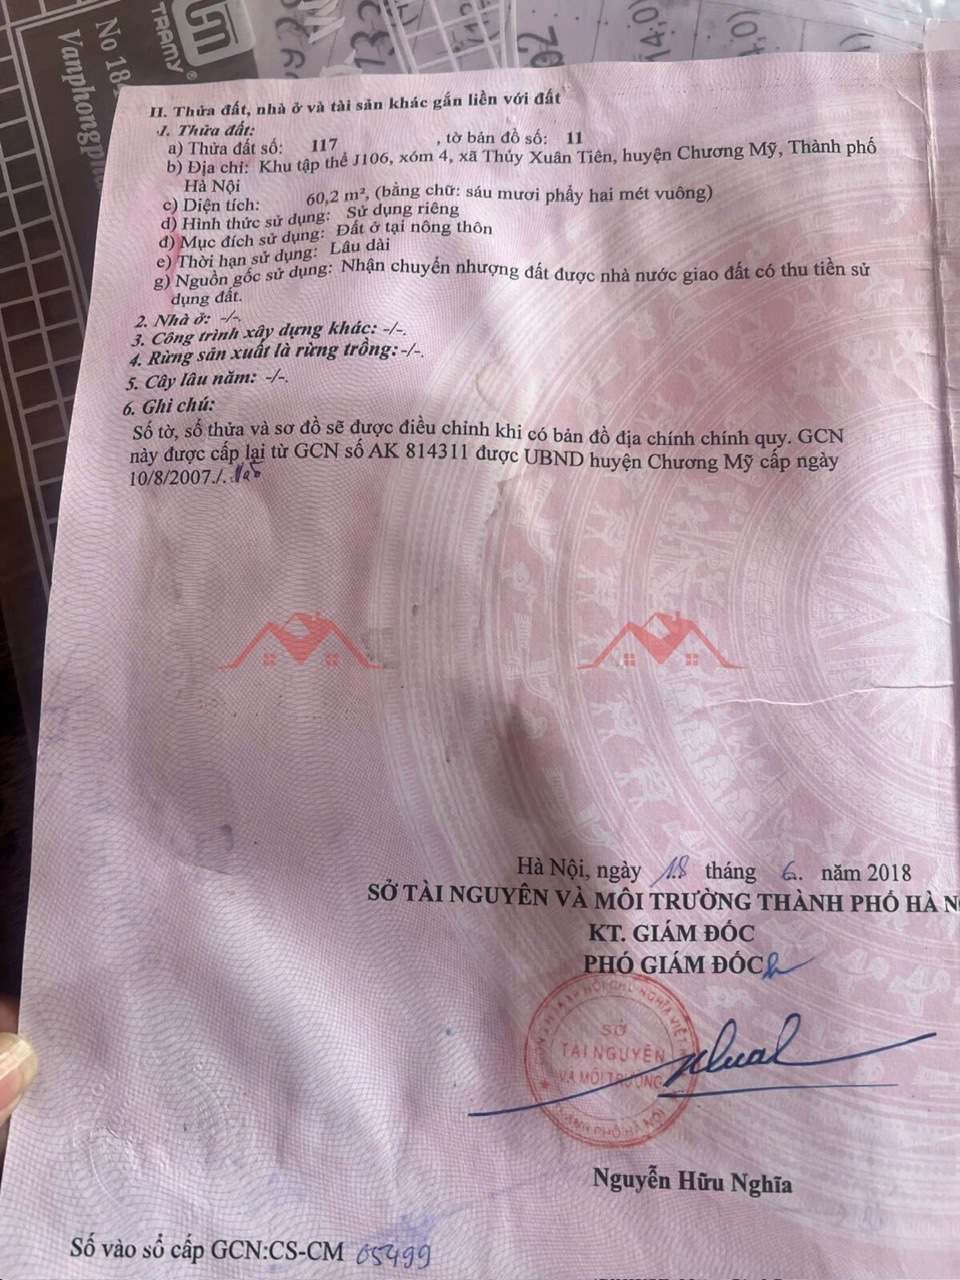 No 18
Vanphongph
TRAMY
II. Thửa đất, nhà ở và tài sản khác gắn liền với đất
1. Thửa đất:
a) Thửa đất số: 117 , tờ bản đồ số: 11
b) Địa chỉ: Khu tập thể J106, xóm 4, xã Thủy Xuân Tiên, huyện Chương Mỹ, Thành phố
Hà Nội
c) Diện tích: 60,2 m², (bằng chữ: sáu mươi phẩy hai mét vuông)
d) Hình thức sử dụng: Sử dụng riêng
đ) Mục đích sử dụng: Đất ở tại nông thôn
e) Thời hạn sử dụng: Lâu dài
g) Nguồn gốc sử dụng: Nhận chuyển nhượng đất được nhà nước giao đất có thu tiền sử
dụng đất.
2. Nhà ở: -/-.
3. Công trình xây dựng khác: -/-.
4. Rừng sản xuất là rừng trồng: -/-.
5. Cây lâu năm: -/-.
6. Ghi chú:
Số tờ, số thửa và sơ đồ sẽ được điều chỉnh khi có bản đồ địa chính chính quy. GCN
này được cấp lại từ GCN số AK 814311 được UBND huyện Chương Mỹ cấp ngày
10/8/2007./.
Hà Nội, ngày 18 tháng 6. năm 2018
SỞ TÀI NGUYÊN VÀ MÔI TRƯỜNG THÀNH PHỐ HÀ N
KT. GIÁM ĐỐC
PHÓ GIÁM ĐỐC
SỞ
TÀI NGUYÊN
VÀ MÔI TRƯỜNG
THÀNH PHỐ HÀ NỘI
Nguyễn Hữu Nghĩa
Số vào sổ cấp GCN:CS-CM 05499